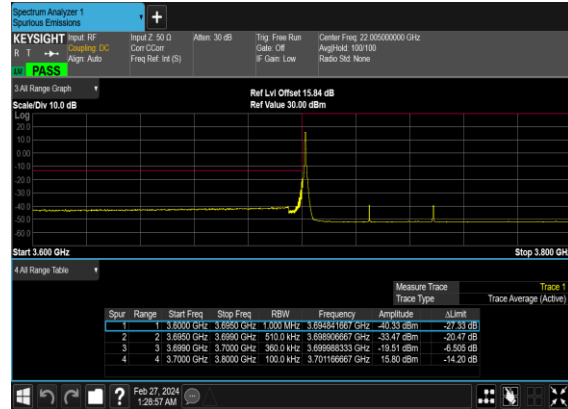 Spectrum Analyzer 1
Spurious Emissions
+
KEYSIGHT Input: RF Input Z: 50 Ω Atten: 30 dB Trig: Free Run Center Freq: 22.005000000 GHz
R T Coupling: DC Corr CCorr Gate: Off Avg|Hold: 100/100
Align: Auto Freq Ref: Int (S) IF Gain: Low Radio Std: None
PASS
3 All Range Graph Ref Lvl Offset 15.84 dB
Scale/Div 10.0 dB Ref Value 30.00 dBm
Log
20.0
10.0
0.00
-10.0
-20.0
-30.0
-40.0
-50.0
-60.0
Start 3.600 GHz Stop 3.800 GH
4 All Range Table
Measure Trace Trace 1
Trace Type Trace Average (Active)
Spur Range Start Freq Stop Freq RBW Frequency Amplitude ΔLimit
1 1 3.6000 GHz 3.6950 GHz 1.000 MHz 3.694841667 GHz -40.33 dBm -27.33 dB
2 2 3.6950 GHz 3.6990 GHz 510.0 kHz 3.698906667 GHz -33.47 dBm -20.47 dB
3 3 3.6990 GHz 3.7000 GHz 360.0 kHz 3.699988333 GHz -19.51 dBm -6.505 dB
4 4 3.7000 GHz 3.8000 GHz 100.0 kHz 3.701166667 GHz 15.80 dBm -14.20 dB
? Feb 27, 2024
1:28:57 AM